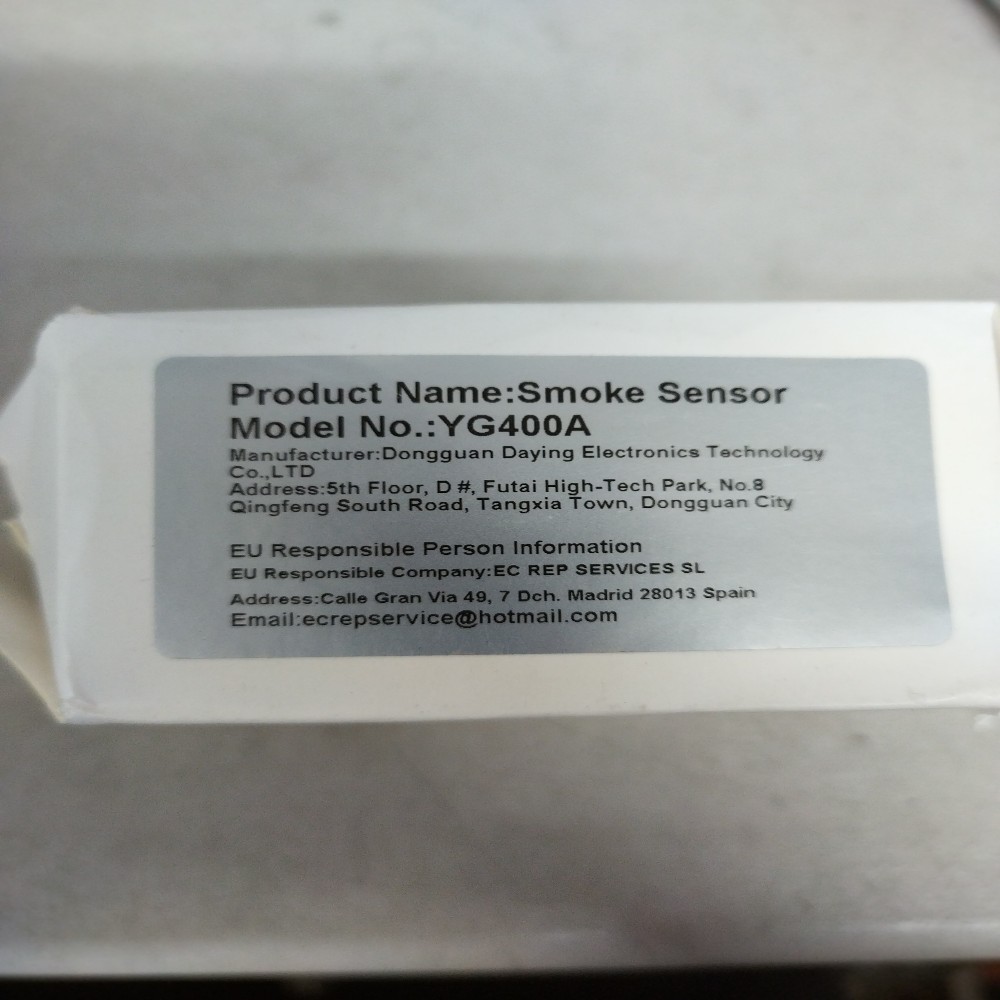 Product Name:Smoke Sensor
Model No.:YG400A
Manufacturer:Dongguan Daying Electronics Technology
Co.,LTD
Address:5th Floor, D #, Futai High-Tech Park, No.8
Qingfeng South Road, Tangxia Town, Dongguan City
EU Responsible Person Information
EU Responsible Company:EC REP SERVICES SL
Address:Calle Gran Via 49, 7 Dch. Madrid 28013 Spain
Email:ecrepservice@hotmail.com